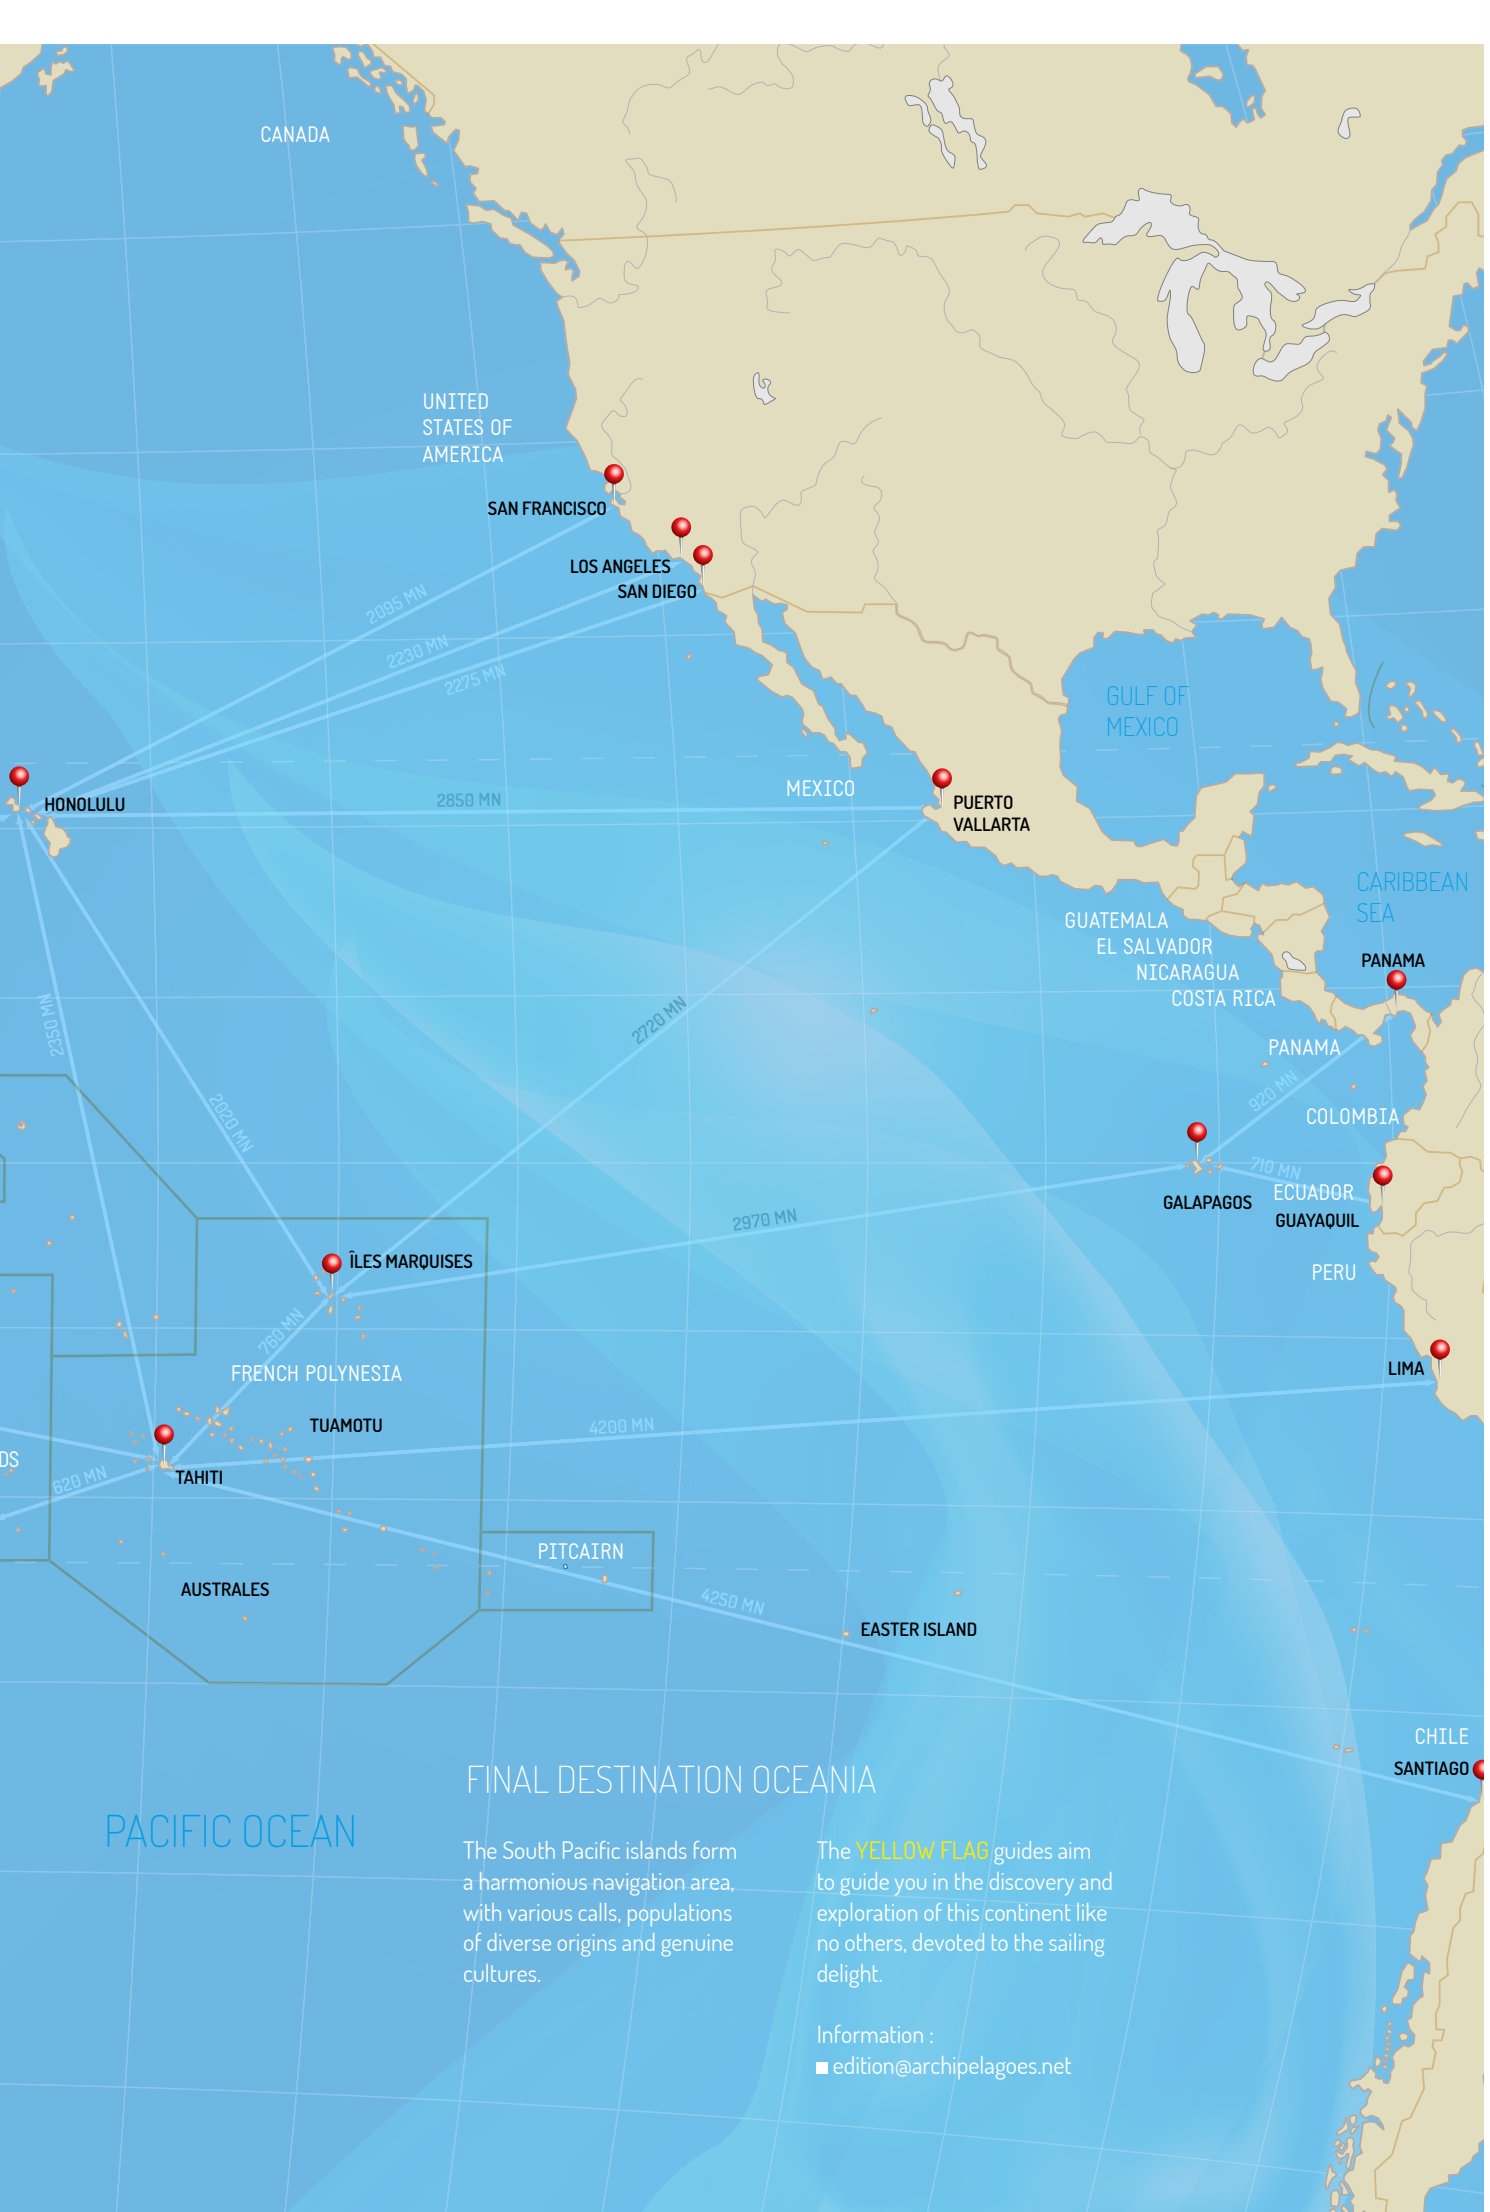 CANADA
UNITED
STATES OF
AMERICA
SAN FRANCISCO
LOS ANGELES
SAN DIEGO
2095 MN
2230 MN
2275 MN
GULF OF
MEXICO
HONOLULU
2850 MN
MEXICO
PUERTO
VALLARTA
CARIBBEAN
SEA
GUATEMALA
EL SALVADOR
NICARAGUA
COSTA RICA
PANAMA
PANAMA
2350 MN
2720 MN
2020 MN
920 MN
COLOMBIA
710 MN
ECUADOR
GALAPAGOS
GUAYAQUIL
2970 MN
ÎLES MARQUISES
PERU
760 MN
FRENCH POLYNESIA
LIMA
TUAMOTU
4200 MN
DS
620 MN
TAHITI
PITCAIRN
AUSTRALES
4250 MN
EASTER ISLAND
CHILE
SANTIAGO
PACIFIC OCEAN
FINAL DESTINATION OCEANIA
The South Pacific islands form
a harmonious navigation area,
with various calls, populations
of diverse origins and genuine
cultures.
The YELLOW FLAG guides aim
to guide you in the discovery and
exploration of this continent like
no others, devoted to the sailing
delight.
Information :
edition@archipelagoes.net